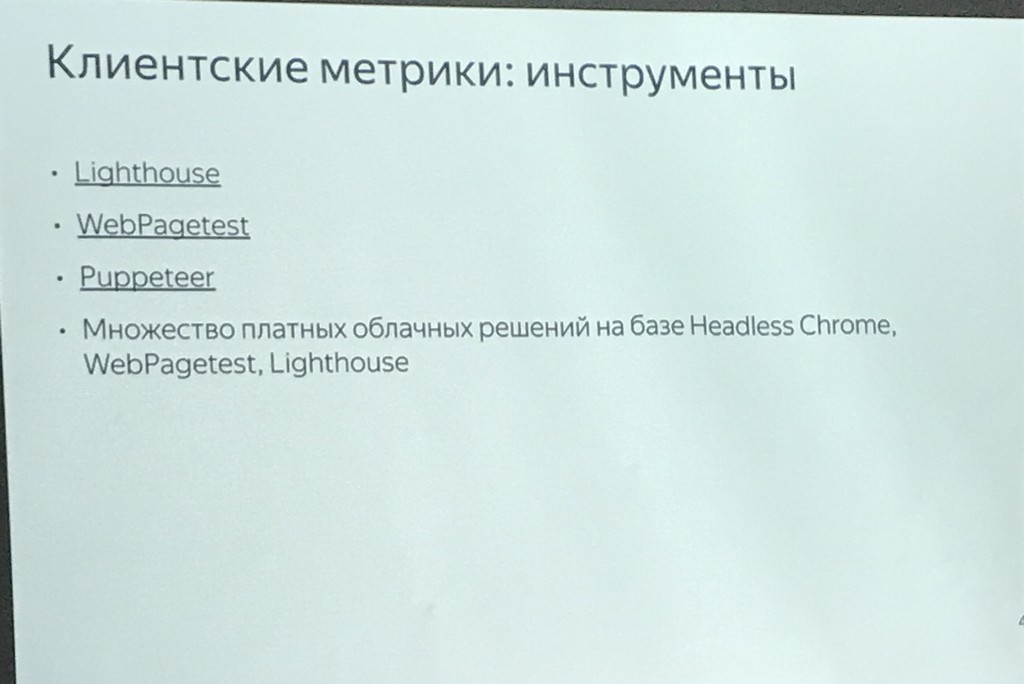 Клиентские метрики: инструменты
• Lighthouse
• WebPagetest
• Puppeteer
• Множество платных облачных решений на базе Headless Chrome,
WebPagetest, Lighthouse